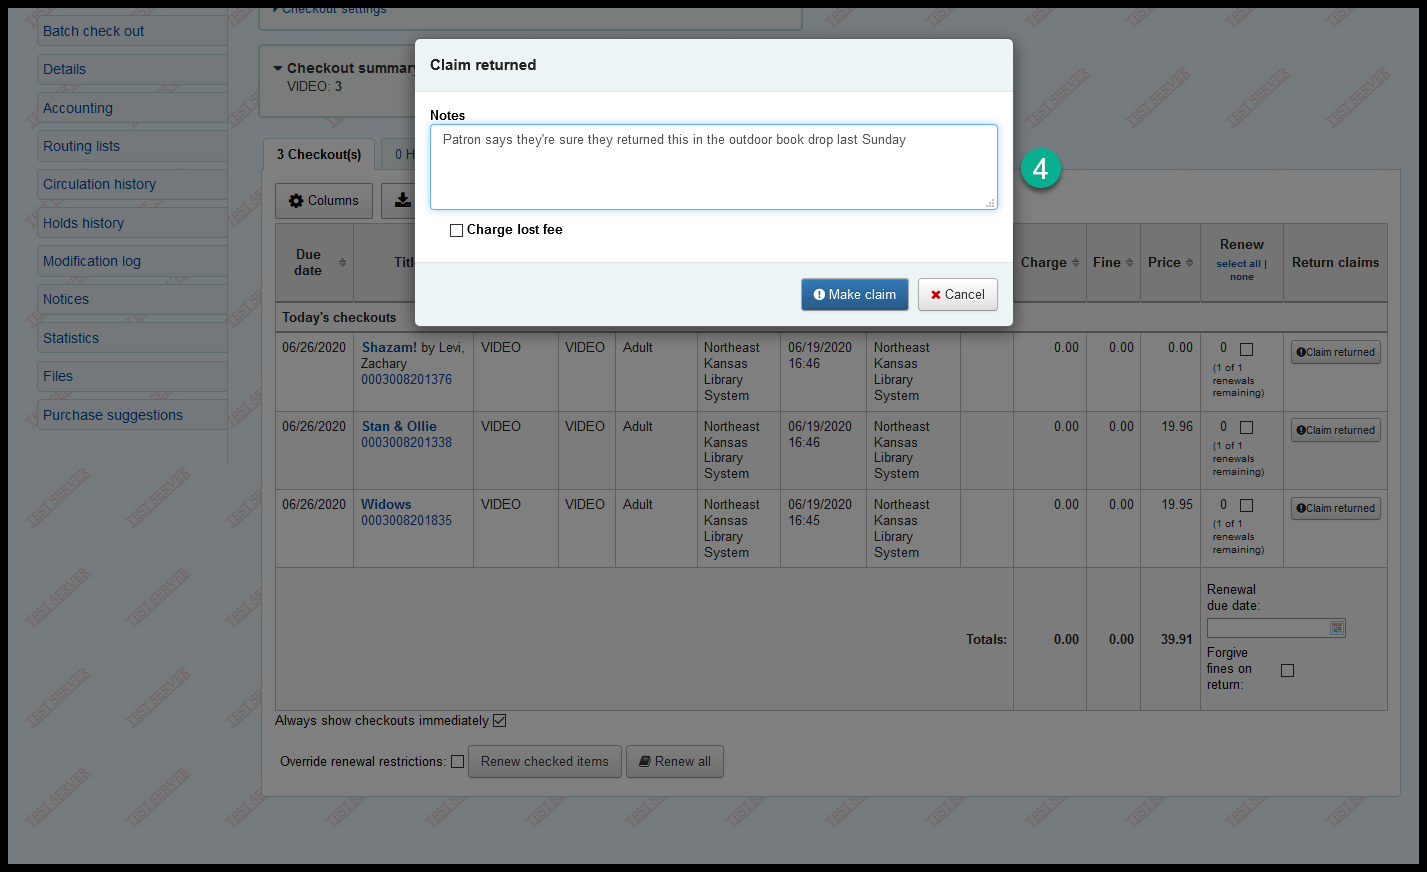 Checkout settings
Batch check out
Details
Accounting
Routing lists
Circulation history
Holds history
Modification log
Notices
Statistics
Files
Purchase suggestions
Checkout summary
VIDEO: 3
Claim returned
Notes
Patron says they're sure they returned this in the outdoor book drop last Sunday
4
Charge lost fee
Make claim
Cancel
3 Checkout(s)
0 H
Columns
Due
date
Titl
Charge
Fine
Price
Renew
select all |
none
Return claims
Today's checkouts
06/26/2020 Shazam! by Levi, VIDEO VIDEO Adult Northeast 06/19/2020 Northeast 0.00 0.00 0.00 0 Claim returned
Zachary Kansas 16:46 Kansas (1 of 1
0003008201376 Library Library renewals
System System remaining)
06/26/2020 Stan & Ollie VIDEO VIDEO Adult Northeast 06/19/2020 Northeast 0.00 0.00 19.96 0 Claim returned
0003008201338 Kansas 16:46 Kansas (1 of 1
Library Library renewals
System System remaining)
06/26/2020 Widows VIDEO VIDEO Adult Northeast 06/19/2020 Northeast 0.00 0.00 19.95 0 Claim returned
0003008201835 Kansas 16:45 Kansas (1 of 1
Library Library renewals
System System remaining)
Totals: 0.00 0.00 39.91
Renewal
due date:
Forgive
fines on
return:
Always show checkouts immediately
Override renewal restrictions:
Renew checked items
Renew all
TEST SERVER